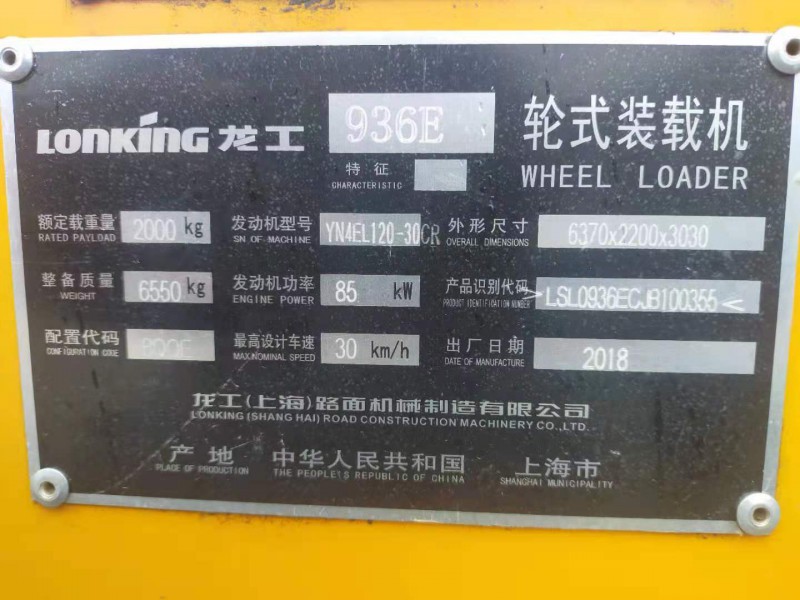 LONKING 龙工 936E 轮式装载机
特征
CHARACTERISTIC
WHEEL LOADER
额定载重量 2000 kg 发动机型号 YN4EL120-30CR 外形尺寸 6370x2200x3030
RATED PAYLOAD SN OF MACHINE OVERALL DIMENSIONS
整备质量 6550 kg 发动机功率 85 kW 产品识别代码 >LSL0936ECJB100355<
WEIGHT ENGINE POWER PRODUCT IDENTIFICATION NUMBER
配置代码 最高设计车速 30 km/h 出厂日期 2018
CONFIGURATION CODE MAX.NOMINAL SPEED DATE OF MANUFACTURE
龙工(上海)路面机械制造有限公司
LONKING (SHANG HAI) ROAD CONSTRUCTION MACHINERY CO.,LTD.
产地 中华人民共和国 上海市
PLACE OF PRODUCTION THE PEOPLE'S REPUBLIC OF CHINA SHANGHAI MUNICIPALITY